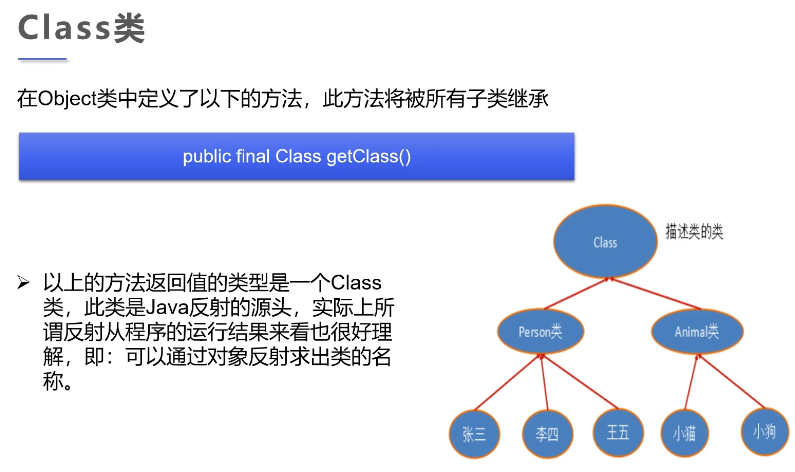 Class类
在Object类中定义了以下的方法，此方法将被所有子类继承
public final Class getClass()
➢ 以上的方法返回值的类型是一个Class
类，此类是Java反射的源头，实际上所
谓反射从程序的运行结果来看也很好理
解，即：可以通过对象反射求出类的名
称。
Class
描述类的类
Person类
Animal类
张三
李四
王五
小猫
小狗